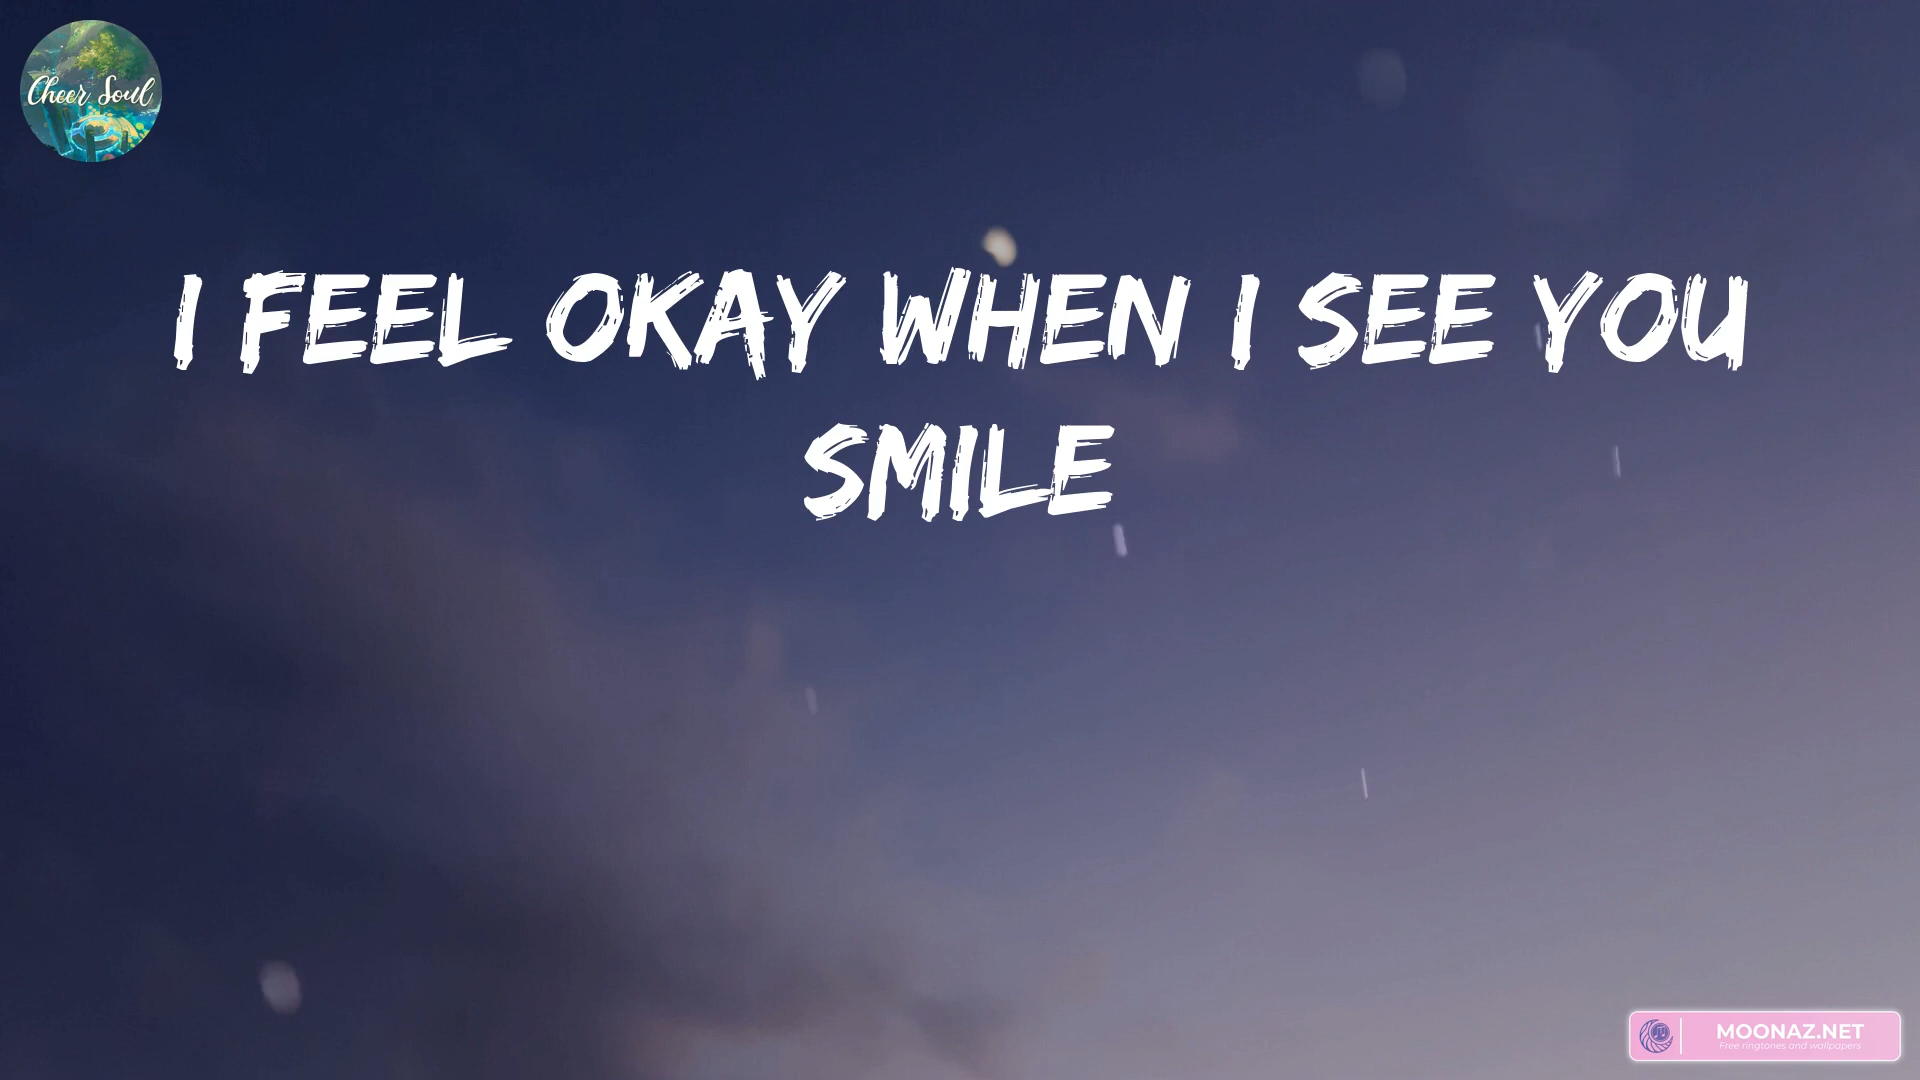 Cheer Soul
I FEEL OKAY WHEN I SEE YOU
SMILE
MOONAZ.NET
Free ringtones and wallpapers